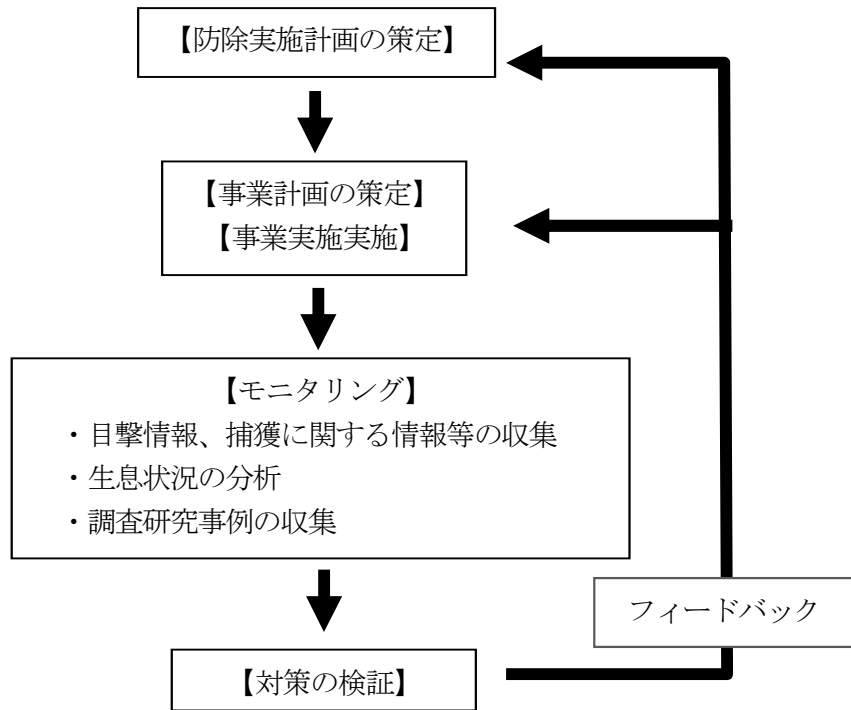 【防除実施計画の策定】
【事業計画の策定】
【事業実施実施】
【モニタリング】
・目撃情報、捕獲に関する情報等の収集
・生息状況の分析
・調査研究事例の収集
フィードバック
【対策の検証】